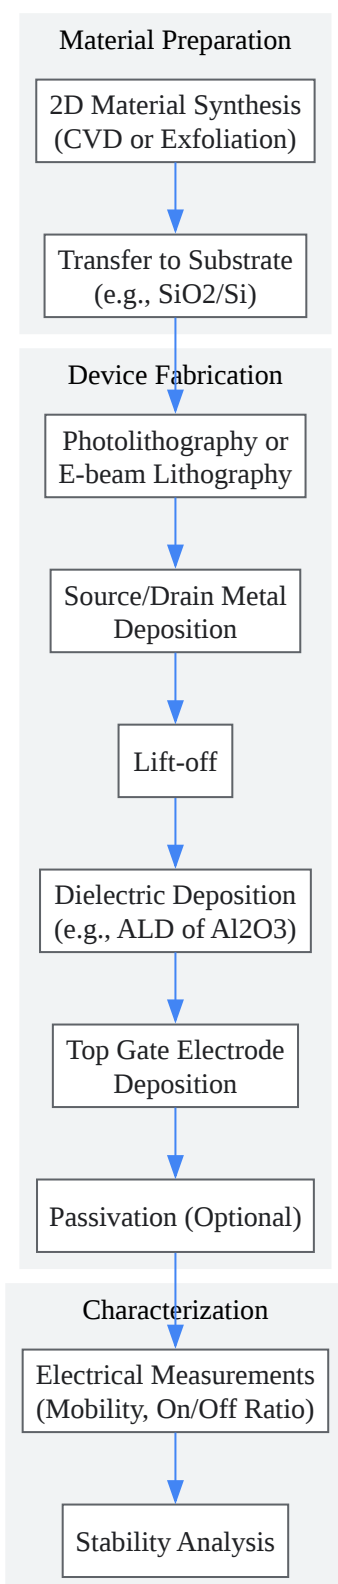 Material Preparation
2D Material Synthesis
(CVD or Exfoliation)
Transfer to Substrate
(e.g., SiO2/Si)
Device Fabrication
Photolithography or
E-beam Lithography
Source/Drain Metal
Deposition
Lift-off
Dielectric Deposition
(e.g., ALD of Al2O3)
Top Gate Electrode
Deposition
Passivation (Optional)
Characterization
Electrical Measurements
(Mobility, On/Off Ratio)
Stability Analysis